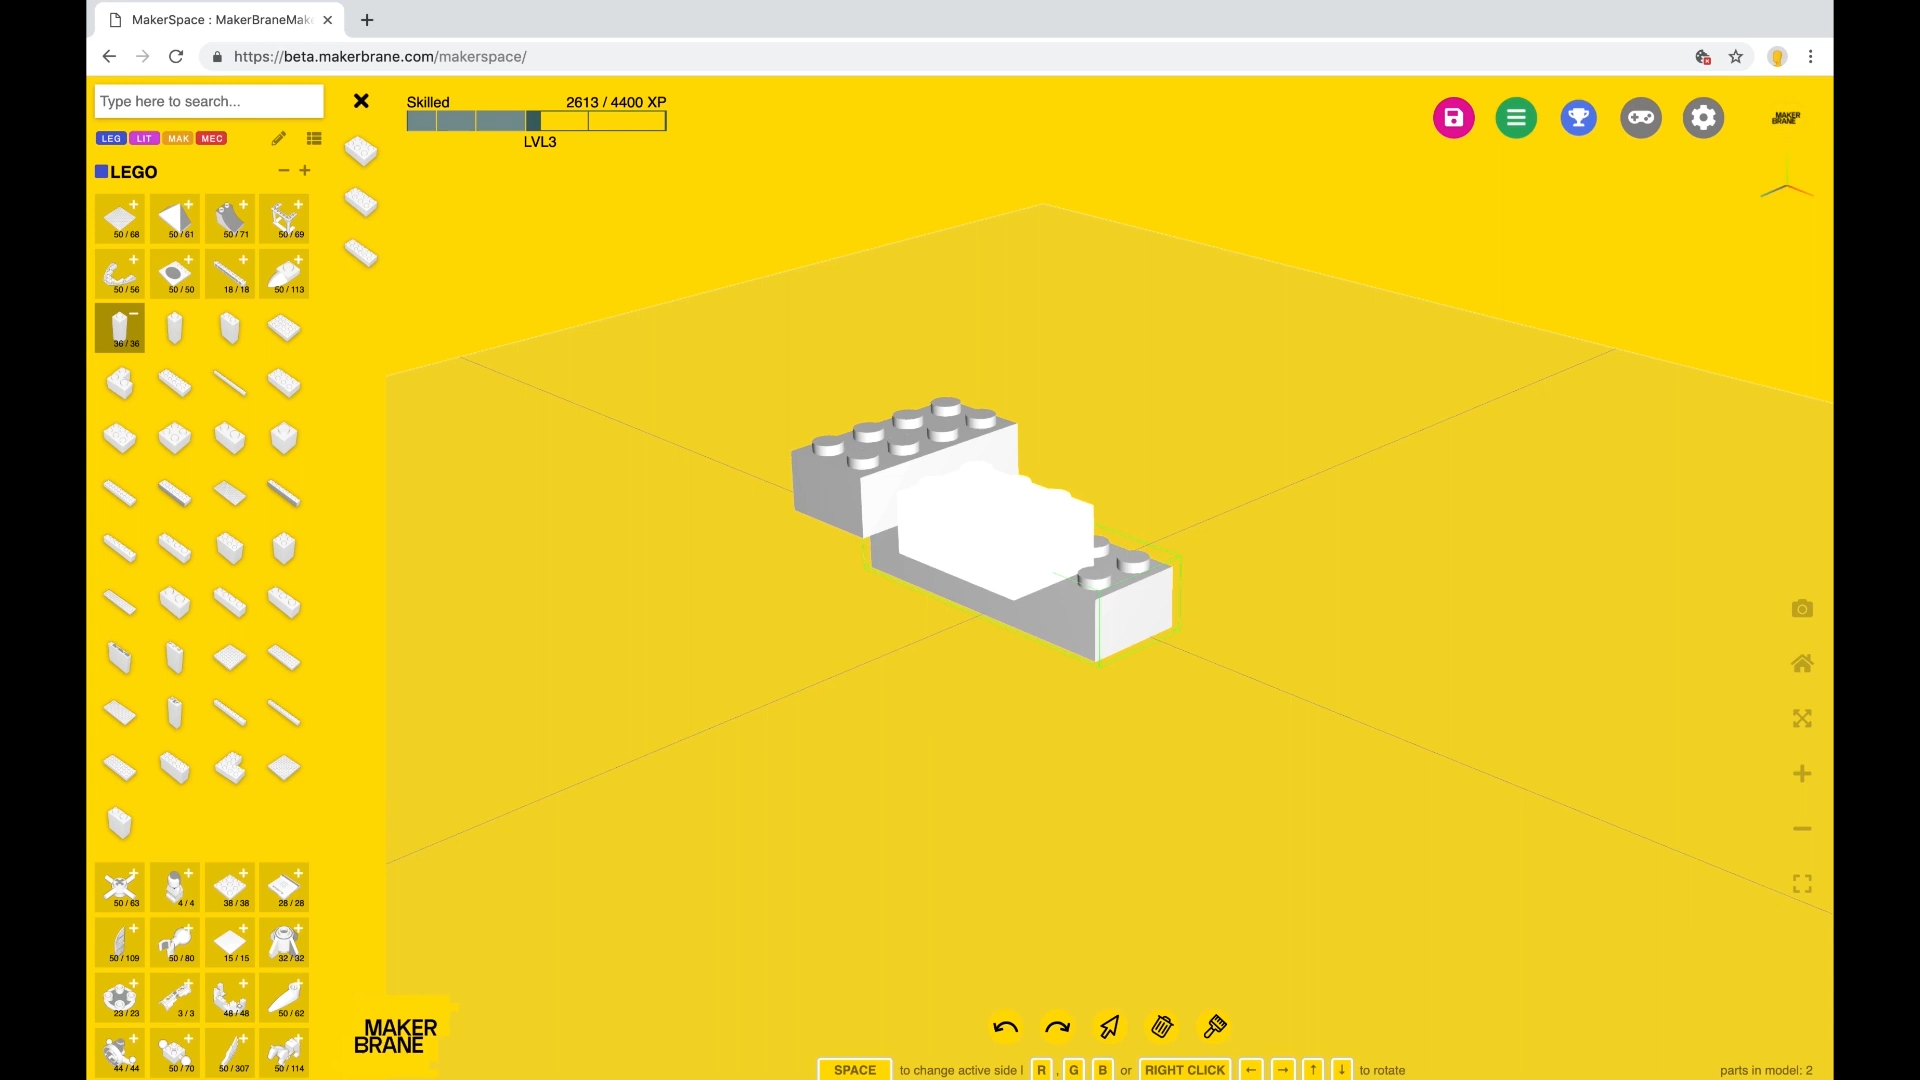 MakerSpace : MakerBraneMak
https://beta.makerbrane.com/makerspace/
Type here to search...
LEG LIT MAK MEC
LEGO
50 / 68 50 / 61 50 / 71 50 / 69
50 / 56 50 / 50 18 / 18 50 / 113
36 / 36
50 / 63 4 / 4 38 / 38 28 / 28
50 / 109 50 / 80 15 / 15 32 / 32
23 / 23 3 / 3 48 / 48 50 / 62
44 / 44 50 / 70 50 / 307 50 / 114
Skilled 2613 / 4400 XP
LVL3
MAKER
BRANE
MAKER
BRANE
SPACE to change active side | R , G B or RIGHT CLICK ← → ↑ ↓ to rotate
parts in model: 2